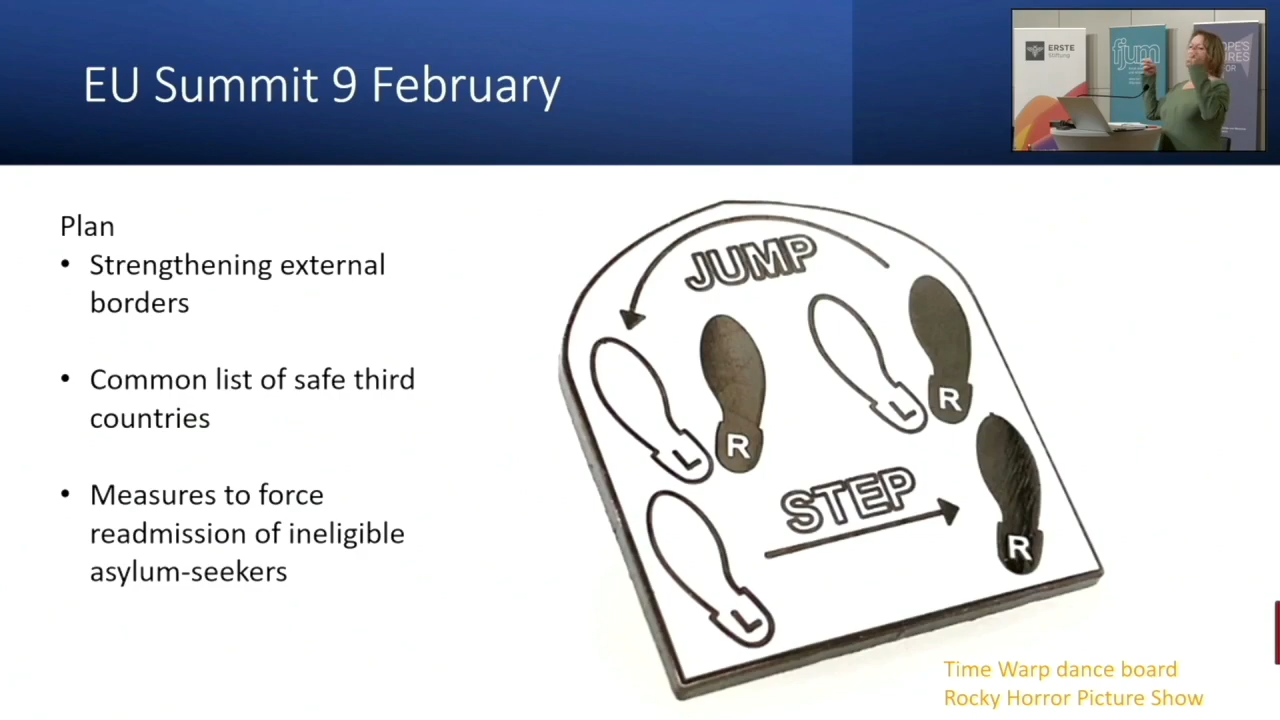 EU Summit 9 February
ERSTE
Stiftung
fjum
Plan
• Strengthening external
borders
• Common list of safe third
countries
• Measures to force
readmission of ineligible
asylum-seekers
JUMP
L
R
L
R
STEP
L
R
Time Warp dance board
Rocky Horror Picture Show